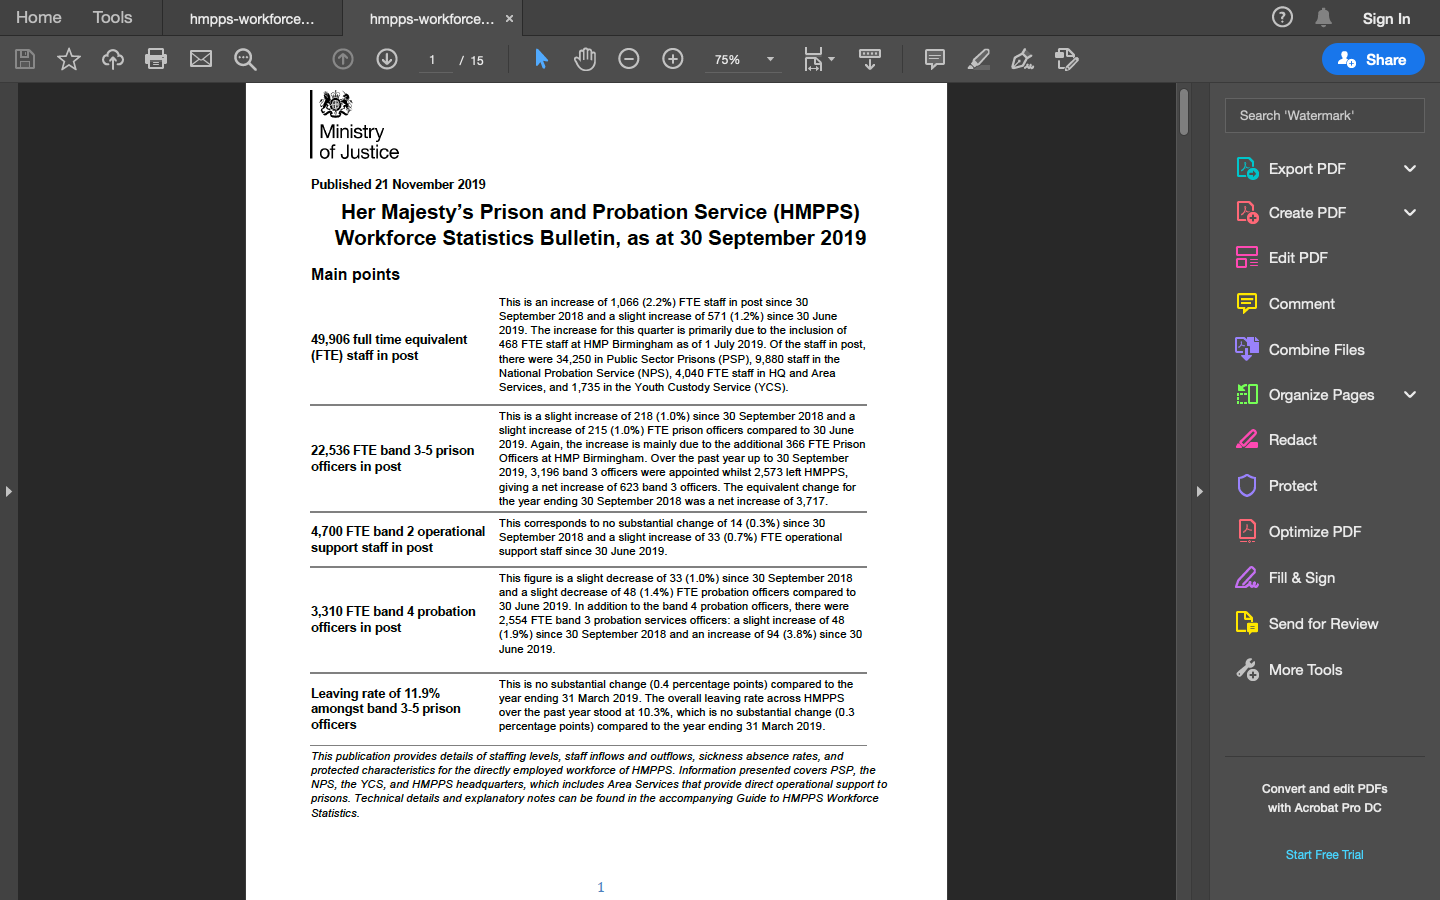 Home
Tools
hmpps-workforce...
hmpps-workforce... ×
Sign In
1 / 15
75%
Share
Ministry
of Justice
Published 21 November 2019
Her Majesty's Prison and Probation Service (HMPPS)
Workforce Statistics Bulletin, as at 30 September 2019
Main points
49,906 full time equivalent
(FTE) staff in post
This is an increase of 1,066 (2.2%) FTE staff in post since 30
September 2018 and a slight increase of 571 (1.2%) since 30 June
2019. The increase for this quarter is primarily due to the inclusion of
468 FTE staff at HMP Birmingham as of 1 July 2019. Of the staff in post,
there were 34,250 in Public Sector Prisons (PSP), 9,880 staff in the
National Probation Service (NPS), 4,040 FTE staff in HQ and Area
Services, and 1,735 in the Youth Custody Service (YCS).
22,536 FTE band 3-5 prison
officers in post
This is a slight increase of 218 (1.0%) since 30 September 2018 and a
slight increase of 215 (1.0%) FTE prison officers compared to 30 June
2019. Again, the increase is mainly due to the additional 366 FTE Prison
Officers at HMP Birmingham. Over the past year up to 30 September
2019, 3,196 band 3 officers were appointed whilst 2,573 left HMPPS,
giving a net increase of 623 band 3 officers. The equivalent change for
the year ending 30 September 2018 was a net increase of 3,717.
4,700 FTE band 2 operational
support staff in post
This corresponds to no substantial change of 14 (0.3%) since 30
September 2018 and a slight increase of 33 (0.7%) FTE operational
support staff since 30 June 2019.
3,310 FTE band 4 probation
officers in post
This figure is a slight decrease of 33 (1.0%) since 30 September 2018
and a slight decrease of 48 (1.4%) FTE probation officers compared to
30 June 2019. In addition to the band 4 probation officers, there were
2,554 FTE band 3 probation services officers: a slight increase of 48
(1.9%) since 30 September 2018 and an increase of 94 (3.8%) since 30
June 2019.
Leaving rate of 11.9%
amongst band 3-5 prison
officers
This is no substantial change (0.4 percentage points) compared to the
year ending 31 March 2019. The overall leaving rate across HMPPS
over the past year stood at 10.3%, which is no substantial change (0.3
percentage points) compared to the year ending 31 March 2019.
This publication provides details of staffing levels, staff inflows and outflows, sickness absence rates, and
protected characteristics for the directly employed workforce of HMPPS. Information presented covers PSP, the
NPS, the YCS, and HMPPS headquarters, which includes Area Services that provide direct operational support to
prisons. Technical details and explanatory notes can be found in the accompanying Guide to HMPPS Workforce
Statistics.
1
Search 'Watermark'
Export PDF
Create PDF
Edit PDF
Comment
Combine Files
Organize Pages
Redact
Protect
Optimize PDF
Fill & Sign
Send for Review
More Tools
Convert and edit PDFs
with Acrobat Pro DC
Start Free Trial